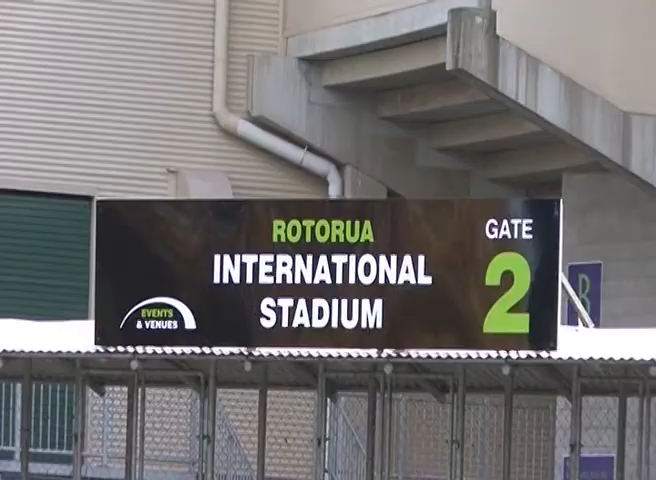 ROTORUA
INTERNATIONAL
STADIUM
EVENTS
& VENUES
GATE
2
B